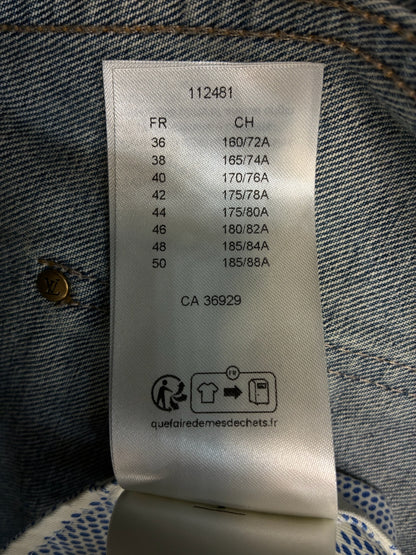 112481
FR CH
36 160/72A
38 165/74A
40 170/76A
42 175/78A
44 175/80A
46 180/82A
48 185/84A
50 185/88A
CA 36929
FR
quefairedemesdechets.fr
LV